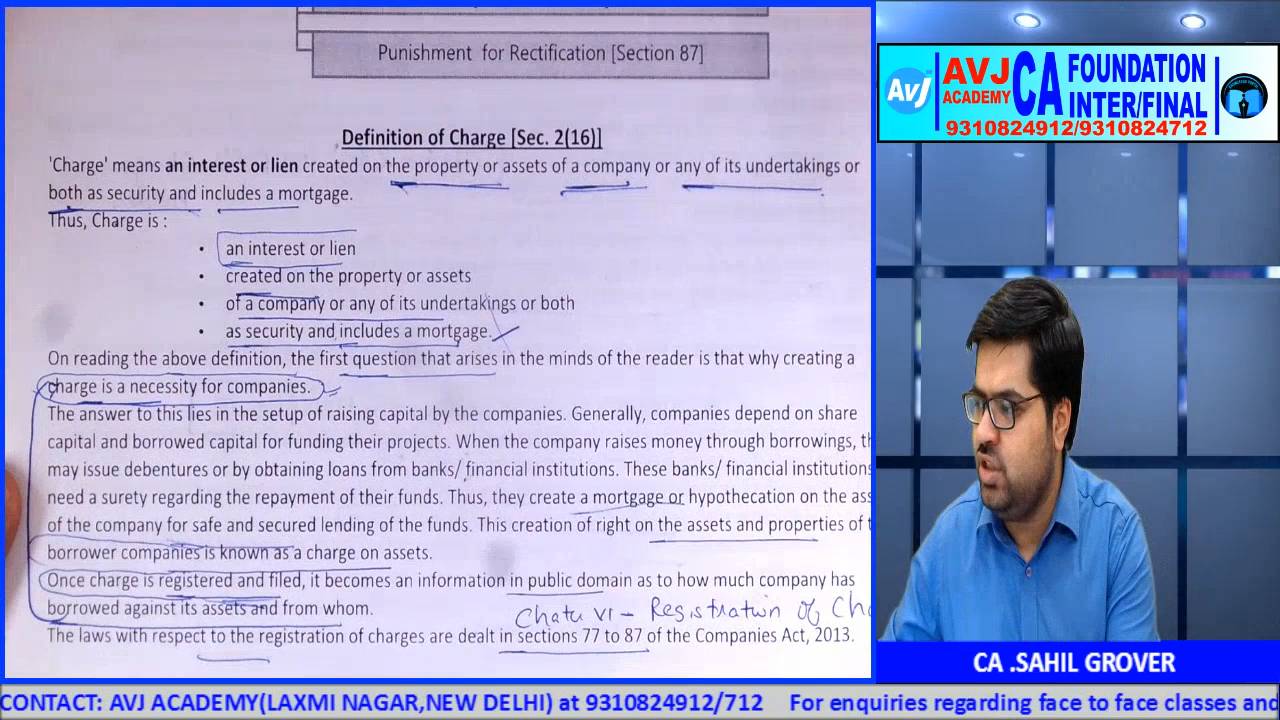 Punishment for Rectification [Section 87]
Definition of Charge [Sec. 2(16)]
'Charge' means an interest or lien created on the property or assets of a company or any of its undertakings or
both as security and includes a mortgage.
Thus, Charge is :
• an interest or lien
• created on the property or assets
• of a company or any of its undertakings or both
• as security and includes a mortgage.
On reading the above definition, the first question that arises in the minds of the reader is that why creating a
charge is a necessity for companies.
The answer to this lies in the setup of raising capital by the companies. Generally, companies depend on share
capital and borrowed capital for funding their projects. When the company raises money through borrowings,
may issue debentures or by obtaining loans from banks/ financial institutions. These banks/ financial institutions
need a surety regarding the repayment of their funds. Thus, they create a mortgage or hypothecation on the
of the company for safe and secured lending of the funds. This creation of right on the assets and properties of
borrower companies is known as a charge on assets.
Once charge is registered and filed, it becomes an information in public domain as to how much company has
borrowed against its assets and from whom.
VI - Registration of
The laws with respect to the registration of charges are dealt in sections 77 to 87 of the Companies Act, 2013.
AVJ
AVJ
ACADEMY
CA
FOUNDATION
INTER/FINAL
9310824912/9310824712
CA .SAHIL GROVER
CONTACT: AVJ ACADEMY(LAXMI NAGAR,NEW DELHI) at 9310824912/712 For enquiries regarding face to face classes and